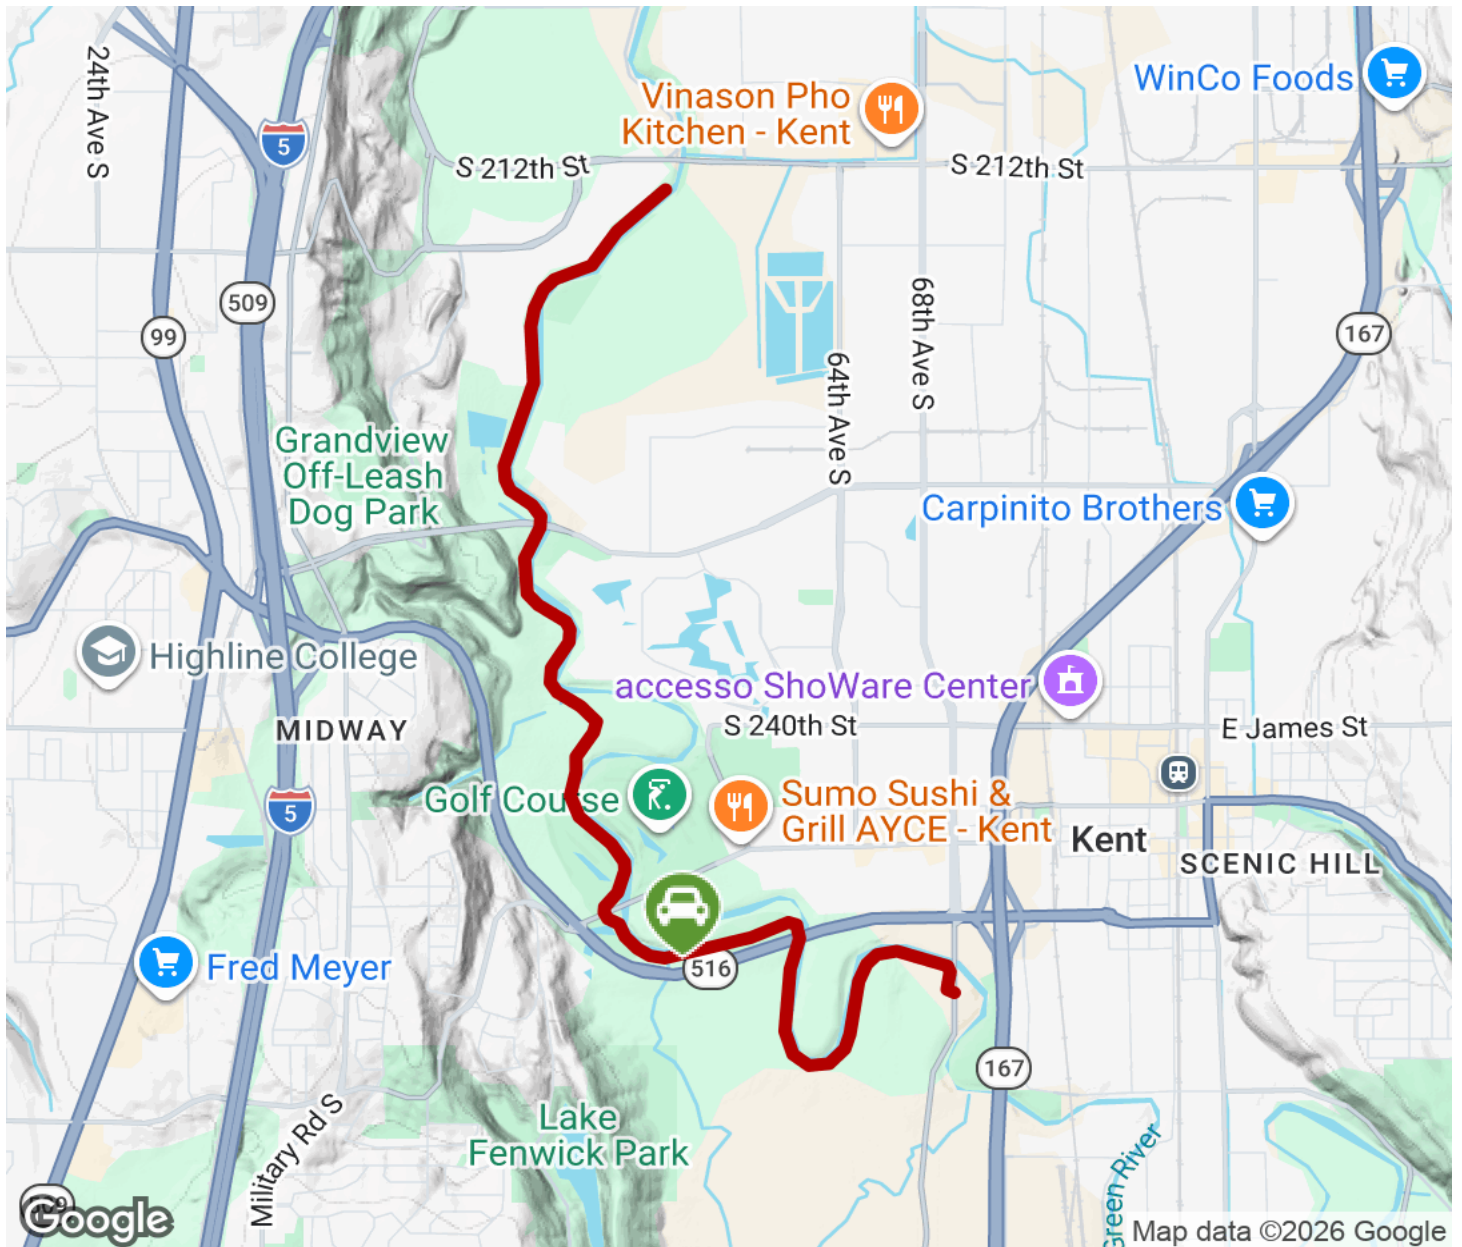 24th Ave S
WinCo Foods
Vinason Pho
Kitchen - Kent
5
S 212th St
S 212th St
509
68th Ave S
99
167
64th Ave S
Grandview
Off-Leash
Dog Park
Carpinito Brothers
Highline College
accesso ShoWare Center
MIDWAY
S 240th St
E James St
5
Golf Course
Sumo Sushi &
Grill AYCE - Kent
Kent
SCENIC HILL
Fred Meyer
516
167
Military Rd S
Lake
Fenwick Park
Green River
509
Google
Map data ©2026 Google